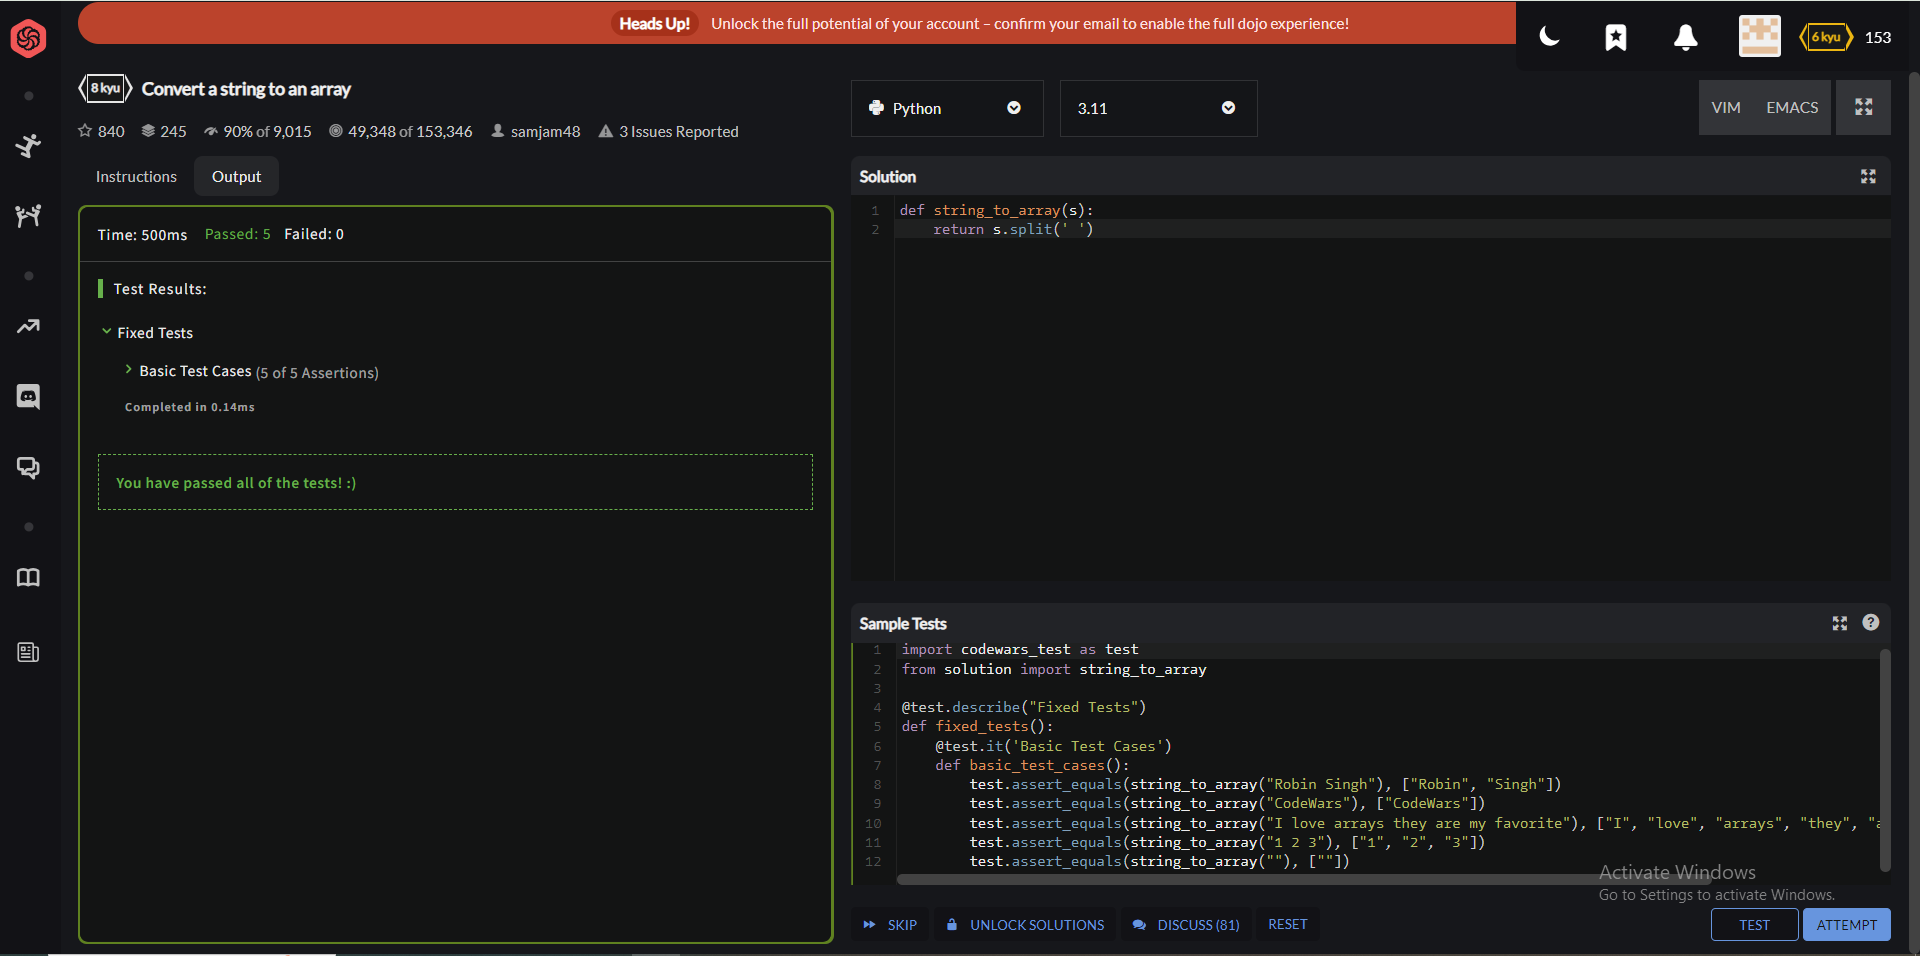 Heads Up! Unlock the full potential of your account – confirm your email to enable the full dojo experience!
6 kyu 153
8 kyu Convert a string to an array
840 245 90% of 9,015 49,348 of 153,346 samjam48 3 Issues Reported
Instructions Output
Time: 500ms Passed: 5 Failed: 0
Test Results:
Fixed Tests
Basic Test Cases (5 of 5 Assertions)
Completed in 0.14ms
You have passed all of the tests! :)
Python 3.11 VIM EMACS
Solution
1 def string_to_array(s):
2     return s.split(' ')
Sample Tests ?
1 import codewars_test as test
2 from solution import string_to_array
3
4 @test.describe("Fixed Tests")
5 def fixed_tests():
6     @test.it('Basic Test Cases')
7     def basic_test_cases():
8         test.assert_equals(string_to_array("Robin Singh"), ["Robin", "Singh"])
9         test.assert_equals(string_to_array("CodeWars"), ["CodeWars"])
10         test.assert_equals(string_to_array("I love arrays they are my favorite"), ["I", "love", "arrays", "they", "a
11         test.assert_equals(string_to_array("1 2 3"), ["1", "2", "3"])
12         test.assert_equals(string_to_array(""), [""])
Activate Windows
Go to Settings to activate Windows.
SKIP UNLOCK SOLUTIONS DISCUSS (81) RESET TEST ATTEMPT